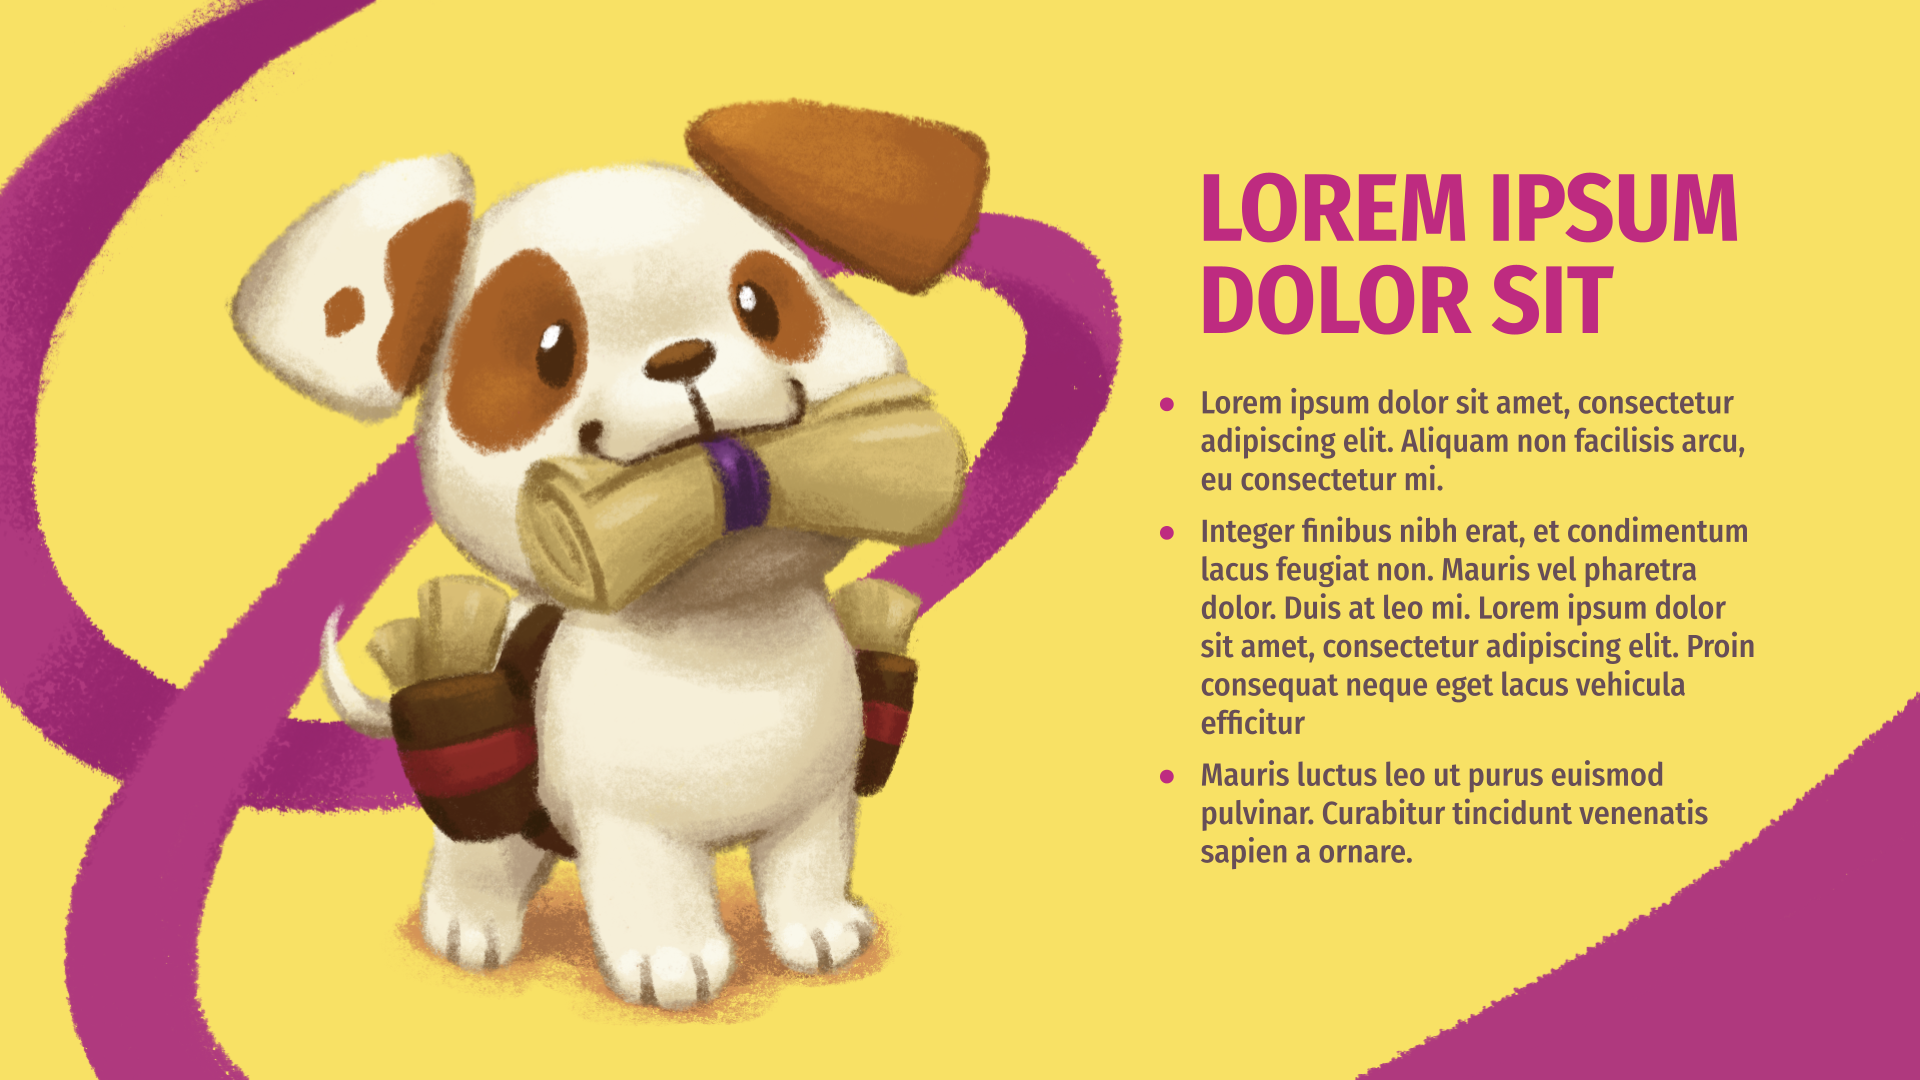 LOREM IPSUM
DOLOR SIT
• Lorem ipsum dolor sit amet, consectetur
adipiscing elit. Aliquam non facilisis arcu,
eu consectetur mi.
• Integer finibus nibh erat, et condimentum
lacus feugiat non. Mauris vel pharetra
dolor. Duis at leo mi. Lorem ipsum dolor
sit amet, consectetur adipiscing elit. Proin
consequat neque eget lacus vehicula
efficitur
• Mauris luctus leo ut purus euismod
pulvinar. Curabitur tincidunt venenatis
sapien a ornare.